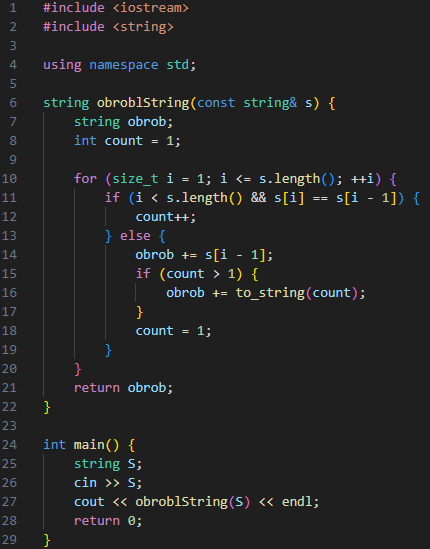 1 #include <iostream>
2 #include <string>
3
4 using namespace std;
5
6 string obroblString(const string& s) {
7     string obrob;
8     int count = 1;
9
10     for (size_t i = 1; i <= s.length(); ++i) {
11         if (i < s.length() && s[i] == s[i - 1]) {
12             count++;
13         } else {
14             obrob += s[i - 1];
15             if (count > 1) {
16                 obrob += to_string(count);
17             }
18             count = 1;
19         }
20     }
21     return obrob;
22 }
23
24 int main() {
25     string S;
26     cin >> S;
27     cout << obroblString(S) << endl;
28     return 0;
29 }